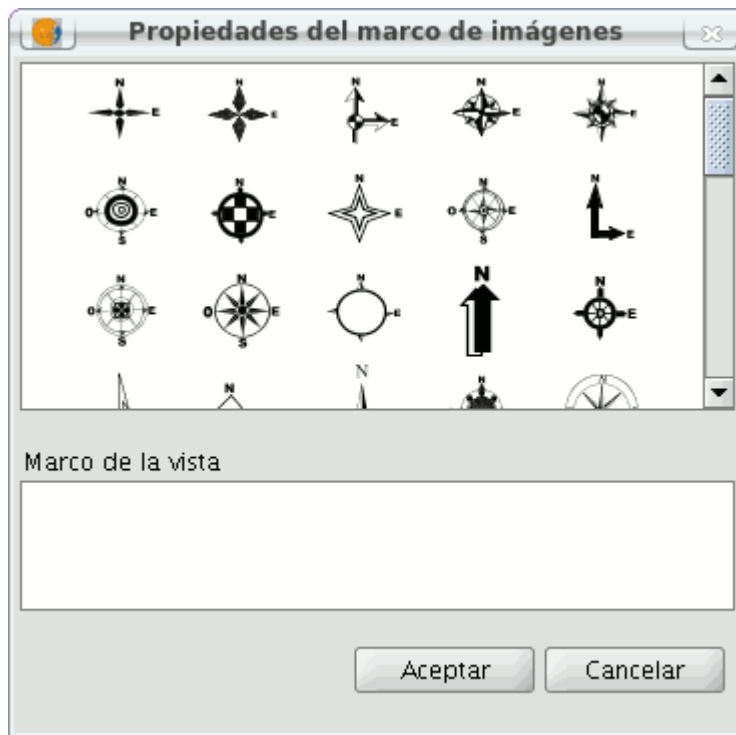 Propiedades del marco de imágenes
N N N N N
E E E E E
N N N N N
O E E E O E E
S S
N N N N N
O E O E E E
S S
N N N N N
Marco de la vista
Aceptar Cancelar